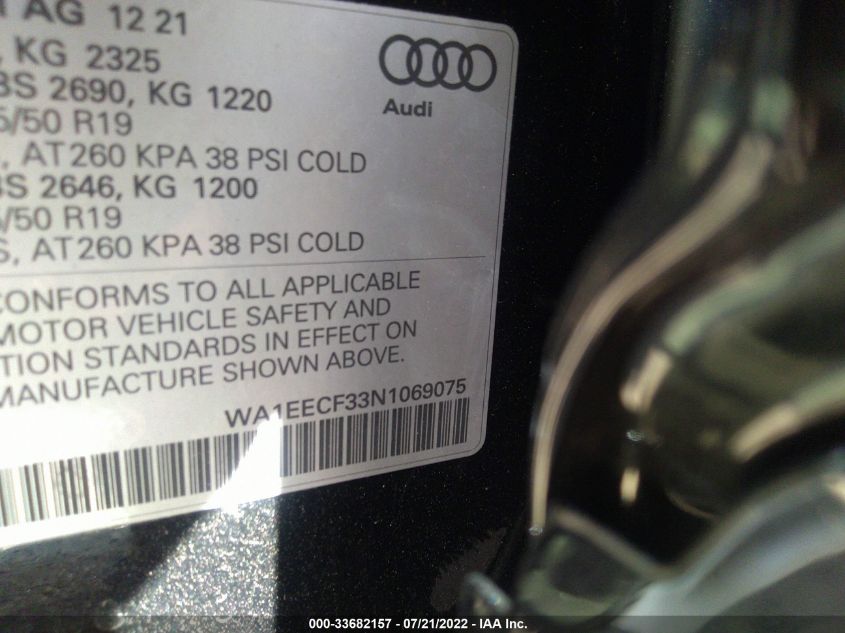 AG 12 21
, KG 2325
Audi
BS 2690, KG 1220
5/50 R19
, AT 260 KPA 38 PSI COLD
BS 2646, KG 1200
/50 R19
S, AT 260 KPA 38 PSI COLD
CONFORMS TO ALL APPLICABLE
MOTOR VEHICLE SAFETY AND
TION STANDARDS IN EFFECT ON
MANUFACTURE SHOWN ABOVE.
WA1EECF33N1069075
000-33682157 - 07/21/2022 - IAA Inc.